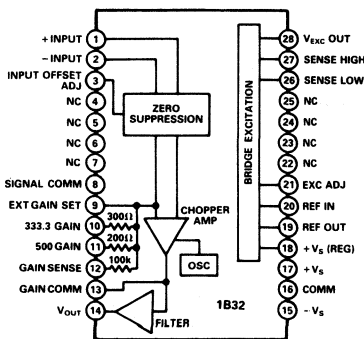 + INPUT 1
– INPUT 2
INPUT OFFSET ADJ 3
NC 4
NC 5
NC 6
NC 7
SIGNAL COMM 8
EXT GAIN SET 9
333.3 GAIN 10
500 GAIN 11
GAIN SENSE 12
GAIN COMM 13
VOUT 14
ZERO
SUPPRESSION
300Ω
200Ω
100k
CHOPPER
AMP
OSC
FILTER
1B32
BRIDGE EXCITATION
28 VEXC OUT
27 SENSE HIGH
26 SENSE LOW
25 NC
24 NC
23 NC
22 NC
21 EXC ADJ
20 REF IN
19 REF OUT
18 +VS (REG)
17 +VS
16 COMM
15 –VS